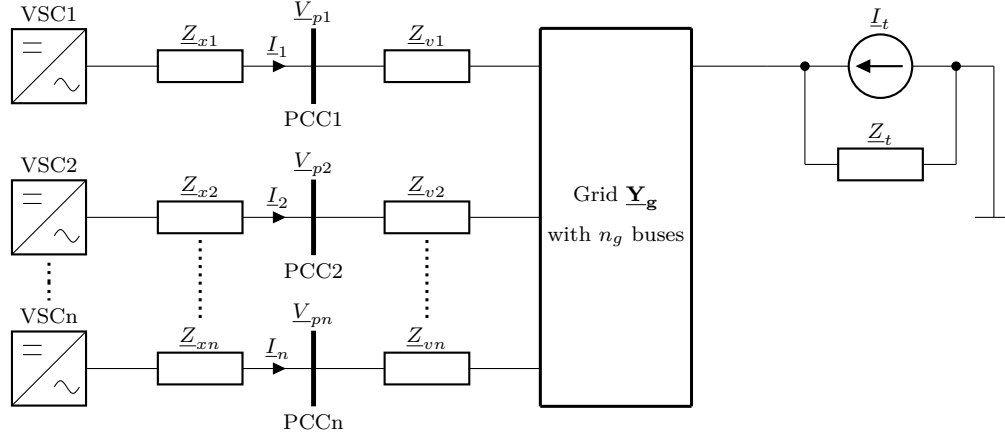 VSC1
Z_x1
I_1
V_p1
PCC1
Z_v1
I_t
Z_t
VSC2
Z_x2
I_2
V_p2
PCC2
Z_v2
Grid Y_g
with n_g buses
VSCn
Z_xn
I_n
V_pn
PCCn
Z_vn